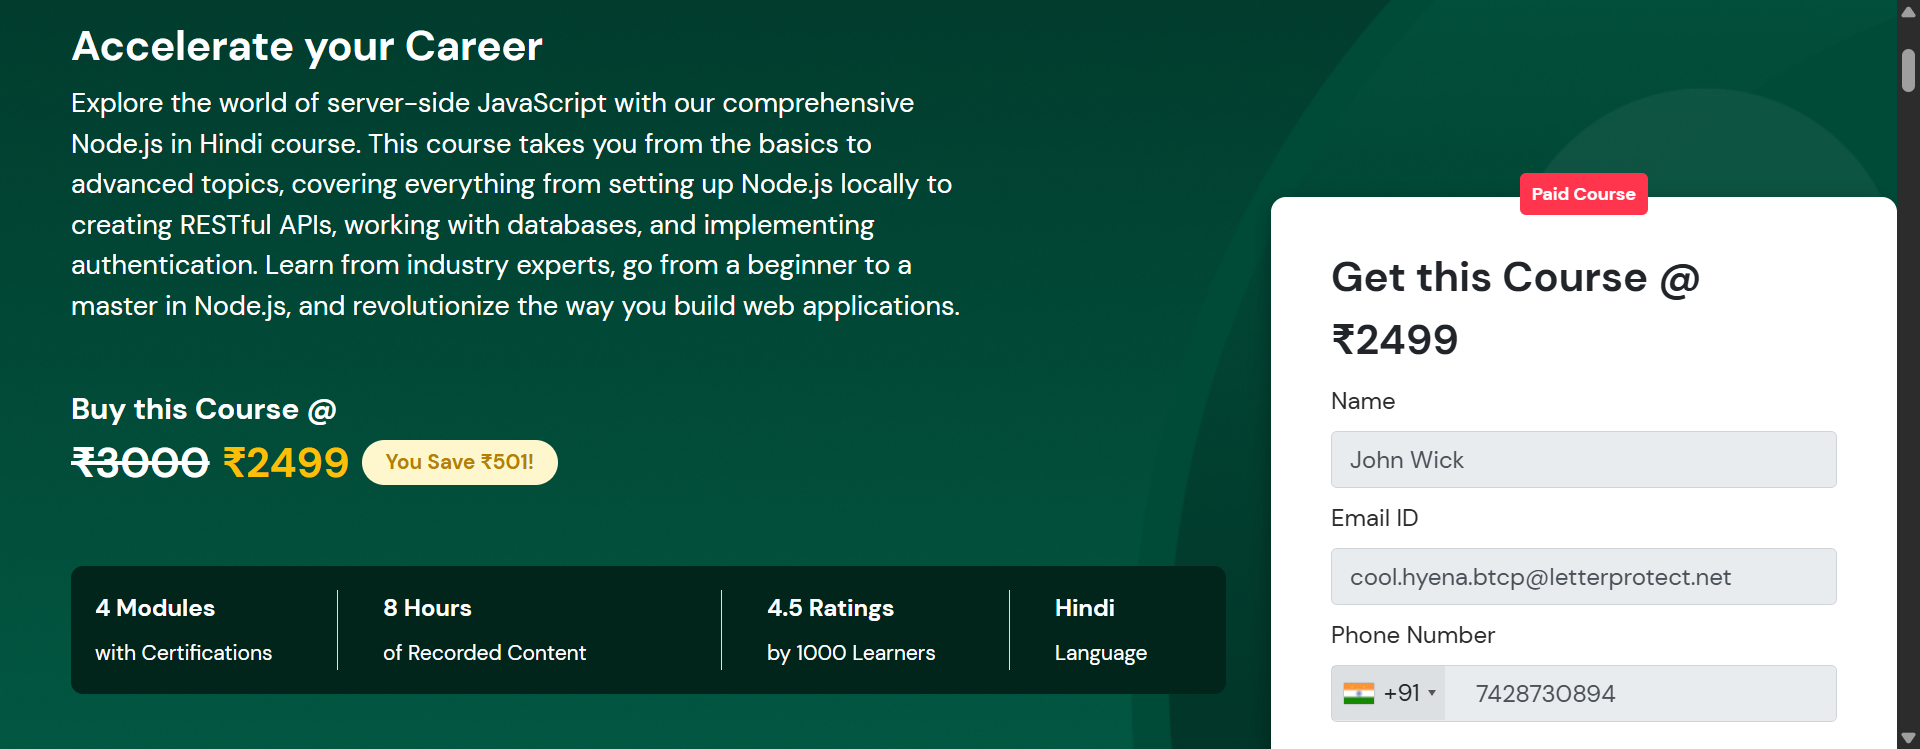 Accelerate your Career
Explore the world of server-side JavaScript with our comprehensive
Node.js in Hindi course. This course takes you from the basics to
advanced topics, covering everything from setting up Node.js locally to
creating RESTful APIs, working with databases, and implementing
authentication. Learn from industry experts, go from a beginner to a
master in Node.js, and revolutionize the way you build web applications.
Buy this Course @
₹3000 ₹2499 You Save ₹501!
4 Modules
with Certifications
8 Hours
of Recorded Content
4.5 Ratings
by 1000 Learners
Hindi
Language
Paid Course
Get this Course @
₹2499
Name
John Wick
Email ID
cool.hyena.btcp@letterprotect.net
Phone Number
+91 7428730894